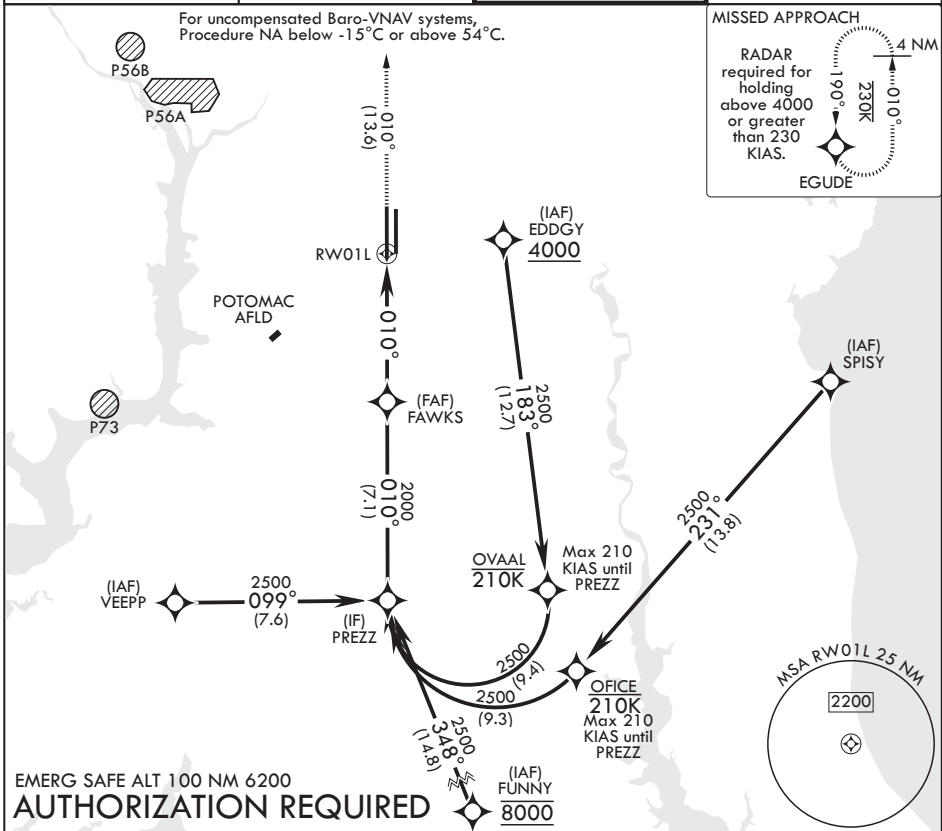 For uncompensated Baro-VNAV systems,
Procedure NA below -15°C or above 54°C.
MISSED APPROACH
RADAR
required for
holding
above 4000
or greater
than 230
KIAS.
190°
230K
010°
4 NM
EGUDE
P56B
P56A
010°
(13.6)
RW01L
(IAF)
EDDGY
4000
POTOMAC
AFLD
010°
(IAF)
SPISY
P73
(FAF)
FAWKS
2500
183°
(12.7)
2000
010°
(7.1)
2500
231°
(13.8)
OVAAL
210K
Max 210
KIAS until
PREZZ
(IAF)
VEEPP
2500
099°
(7.6)
(IF)
PREZZ
2500
(9.4)
2500
(9.3)
OFICE
210K
Max 210
KIAS until
PREZZ
MSA RW01L 25 NM
2200
2500
348°
(14.8)
(IAF)
FUNNY
8000
EMERG SAFE ALT 100 NM 6200
AUTHORIZATION REQUIRED